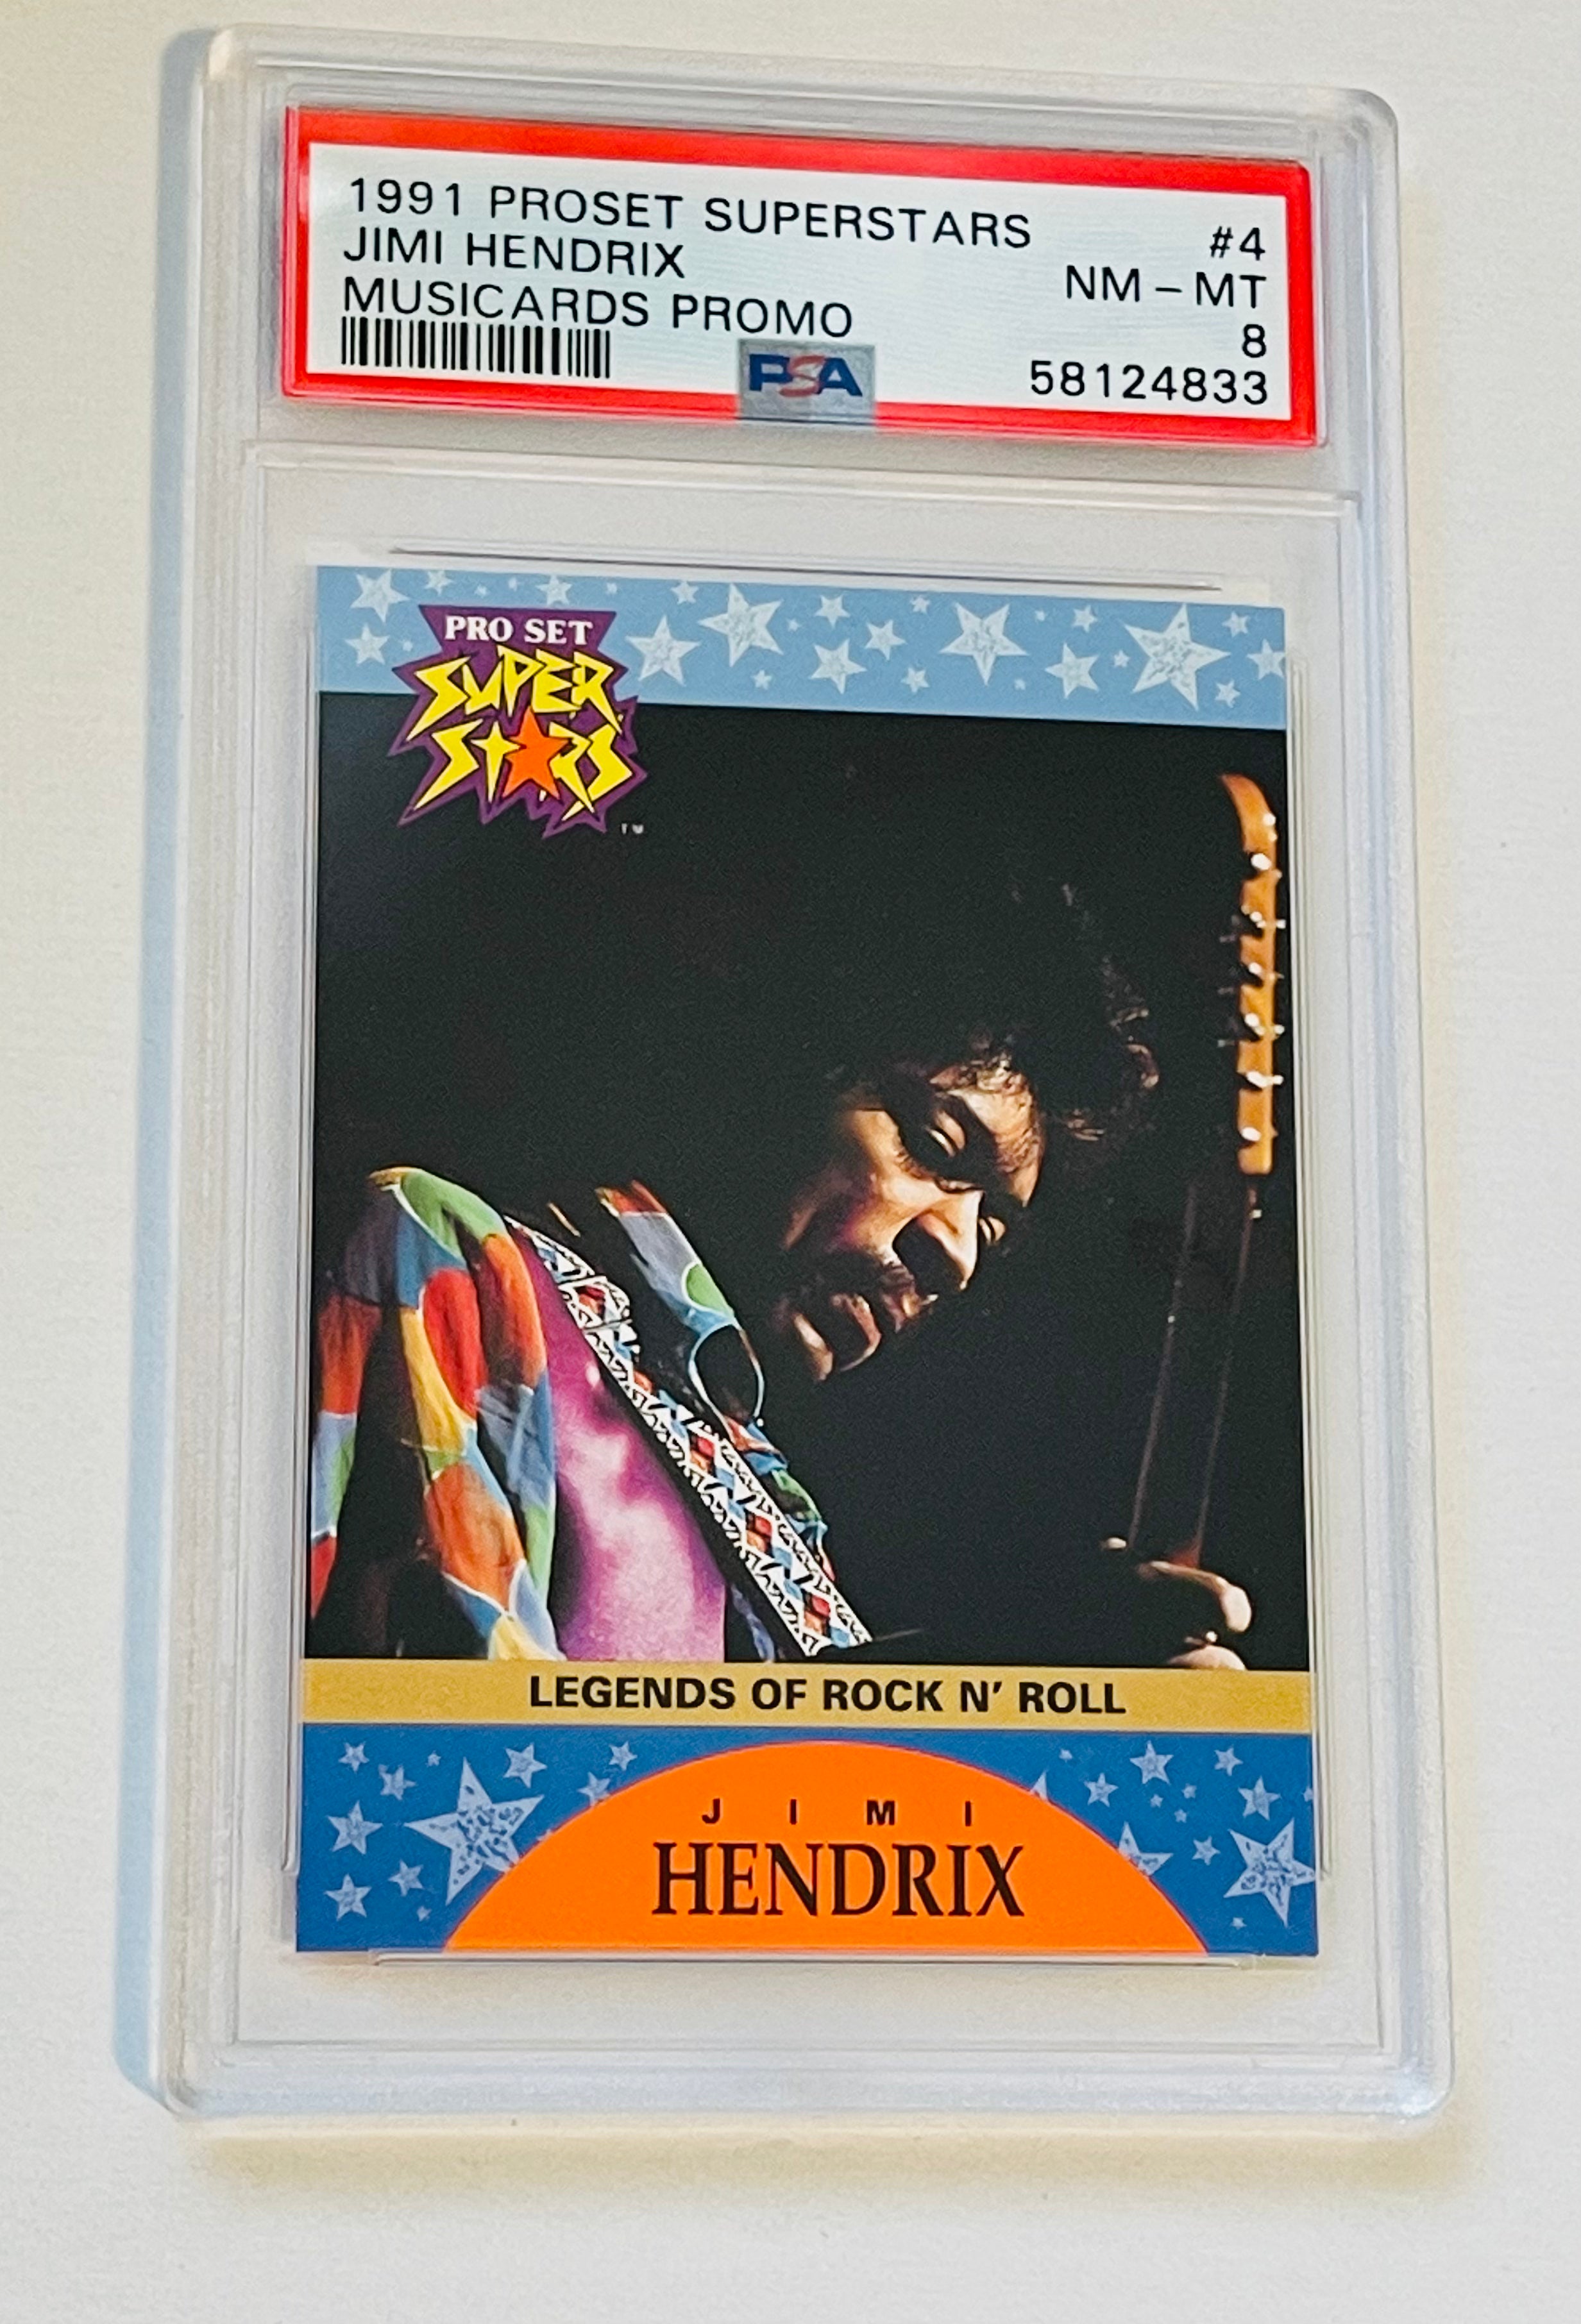 1991 PROSET SUPERSTARS #4
JIMI HENDRIX NM - MT
MUSICARDS PROMO 8
PSA 58124833
PRO SET
SUPER
STARS
TM
LEGENDS OF ROCK N' ROLL
JIMI
HENDRIX